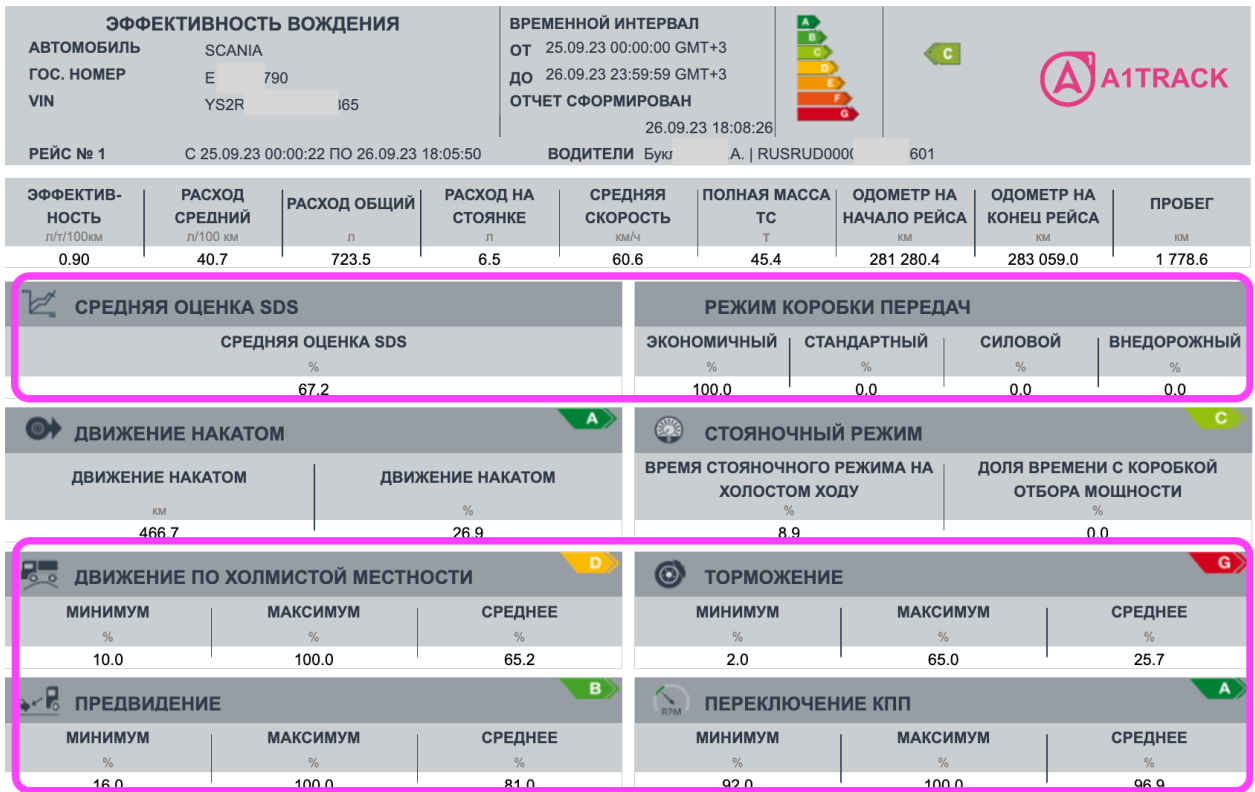 ЭФФЕКТИВНОСТЬ ВОЖДЕНИЯ
АВТОМОБИЛЬ SCANIA
ГОС. НОМЕР E 790
VIN YS2R 365
ВРЕМЕННОЙ ИНТЕРВАЛ
ОТ 25.09.23 00:00:00 GMT+3
ДО 26.09.23 23:59:59 GMT+3
ОТЧЕТ СФОРМИРОВАН
26.09.23 18:08:26
A
B
C
D
E
F
G
C
A1TRACK
РЕЙС № 1 С 25.09.23 00:00:22 ПО 26.09.23 18:05:50 ВОДИТЕЛИ Букл .А. | RUSRUD0000 601
ЭФФЕКТИВ- РАСХОД РАСХОД ОБЩИЙ РАСХОД НА СРЕДНЯЯ ПОЛНАЯ МАССА ОДОМЕТР НА ОДОМЕТР НА ПРОБЕГ
НОСТЬ СРЕДНИЙ СТОЯНКЕ СКОРОСТЬ ТС НАЧАЛО РЕЙСА КОНЕЦ РЕЙСА
л/т/100км л/100 км л л км/ч Т КМ КМ КМ
0.90 40.7 723.5 6.5 60.6 45.4 281 280.4 283 059.0 1 778.6
СРЕДНЯЯ ОЦЕНКА SDS
СРЕДНЯЯ ОЦЕНКА SDS
%
67.2
РЕЖИМ КОРОБКИ ПЕРЕДАЧ
ЭКОНОМИЧНЫЙ СТАНДАРТНЫЙ СИЛОВОЙ ВНЕДОРОЖНЫЙ
% % % %
100.0 0.0 0.0 0.0
ДВИЖЕНИЕ НАКАТОМ A
ДВИЖЕНИЕ НАКАТОМ ДВИЖЕНИЕ НАКАТОМ
КМ %
466.7 26.9
СТОЯНОЧНЫЙ РЕЖИМ C
ВРЕМЯ СТОЯНОЧНОГО РЕЖИМА НА ДОЛЯ ВРЕМЕНИ С КОРОБКОЙ
ХОЛОСТОМ ХОДУ ОТБОРА МОЩНОСТИ
% %
8.9 0.0
ДВИЖЕНИЕ ПО ХОЛМИСТОЙ МЕСТНОСТИ D
МИНИМУМ МАКСИМУМ СРЕДНЕЕ
% % %
10.0 100.0 65.2
ТОРМОЖЕНИЕ G
МИНИМУМ МАКСИМУМ СРЕДНЕЕ
% % %
2.0 65.0 25.7
ПРЕДВИДЕНИЕ B
МИНИМУМ МАКСИМУМ СРЕДНЕЕ
% % %
16.0 100.0 81.0
RPM ПЕРЕКЛЮЧЕНИЕ КПП A
МИНИМУМ МАКСИМУМ СРЕДНЕЕ
% % %
92.0 100.0 96.9